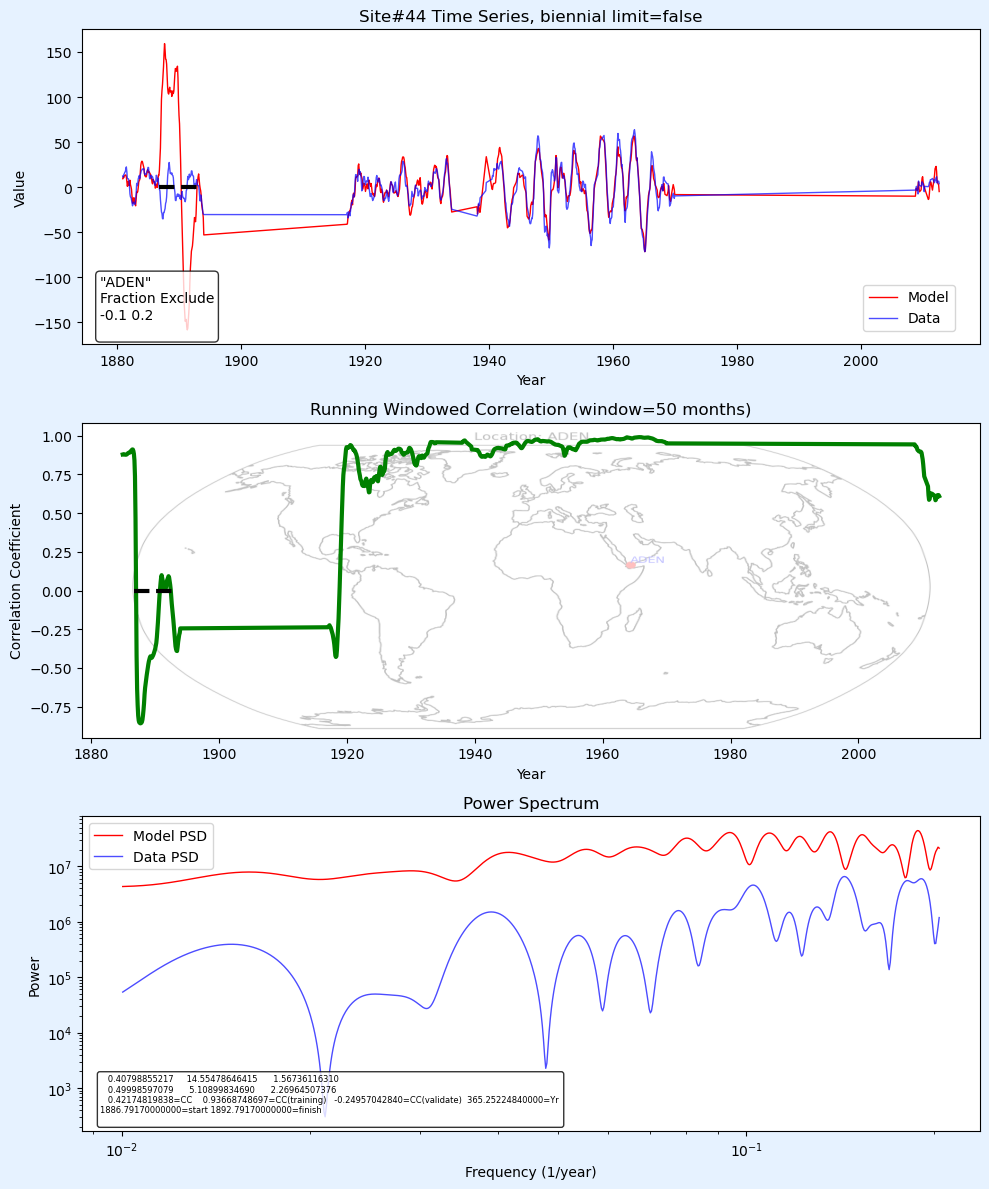 Site#44 Time Series, biennial limit=false
150
100
50
0
−50
−100
−150
Value
"ADEN"
Fraction Exclude
-0.1 0.2
Model
Data
1880
1900
1920
1940
1960
1980
2000
Year
Running Windowed Correlation (window=50 months)
Location: ADEN
1.00
0.75
0.50
0.25
0.00
−0.25
−0.50
−0.75
Correlation Coefficient
ADEN
1880
1900
1920
1940
1960
1980
2000
Year
Power Spectrum
Model PSD
Data PSD
10⁷
10⁶
10⁵
10⁴
10³
Power
0.40798855217 14.55478646415 1.56736116310
0.49998597079 5.10899834690 2.26964507376
0.42174819838=CC 0.93668748697=CC(training) -0.24957042840=CC(validate) 365.25224840000=Yr
1886.79170000000=start 1892.79170000000=finish
10⁻²
10⁻¹
Frequency (1/year)